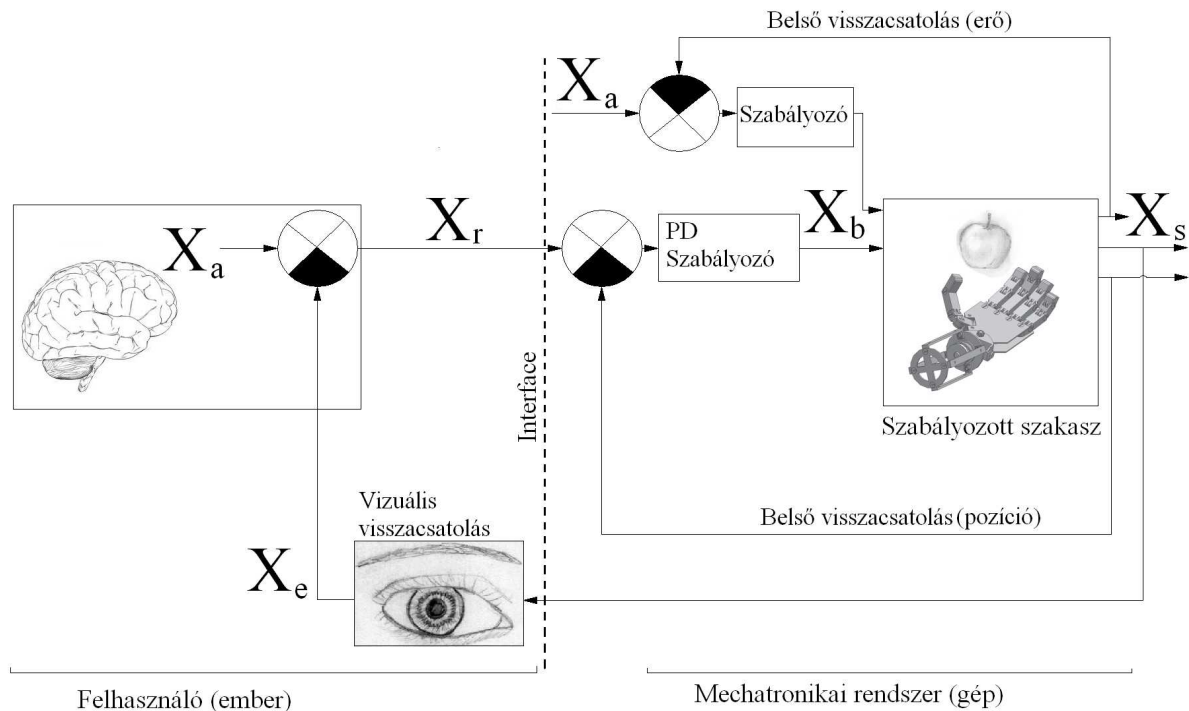 Belső visszacsatolás (erő)
Xa
Szabályozó
Xa
Xr
PD
Szabályozó
Xb
Xs
Interface
Szabályozott szakasz
Vizuális
visszacsatolás
Belső visszacsatolás (pozíció)
Xe
Felhasználó (ember)
Mechatronikai rendszer (gép)